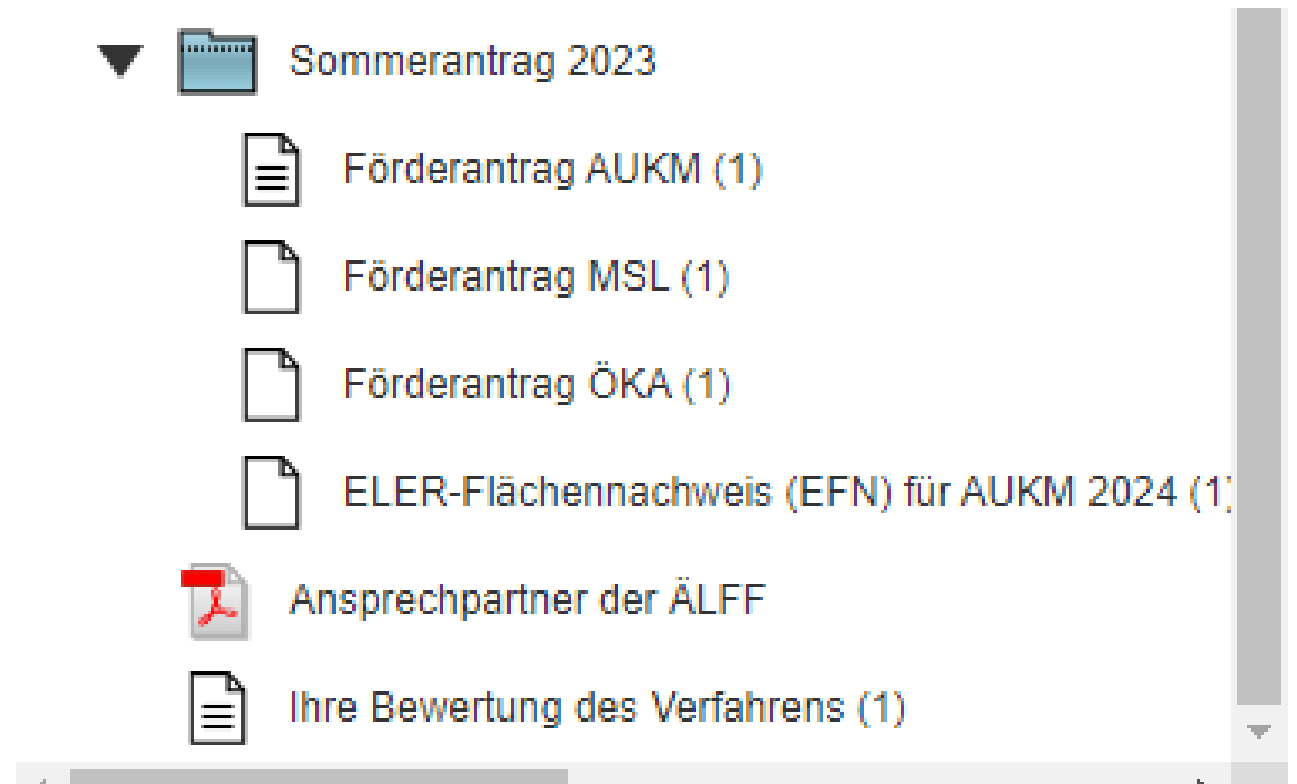 Sommerantrag 2023
Förderantrag AUKM (1)
Förderantrag MSL (1)
Förderantrag ÖKA (1)
ELER-Flächennachweis (EFN) für AUKM 2024 (1)
Ansprechpartner der ÄLFF
Ihre Bewertung des Verfahrens (1)